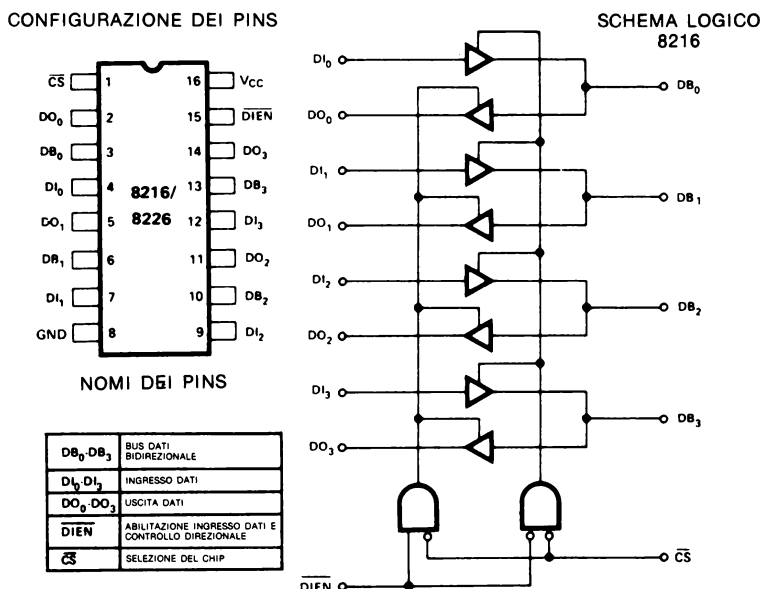 CONFIGURAZIONE DEI PINS
CS 1
DO0 2
DB0 3
DI0 4
DO1 5
DB1 6
DI1 7
GND 8
16 VCC
15 DIEN
14 DO3
13 DB3
12 DI3
11 DO2
10 DB2
9 DI2
8216/
8226
NOMI DEI PINS
DB0-DB3 BUS DATI
BIDIREZIONALE
DI0-DI3 INGRESSO DATI
DO0-DO3 USCITA DATI
DIEN ABILITAZIONE INGRESSO DATI E
CONTROLLO DIREZIONALE
CS SELEZIONE DEL CHIP
SCHEMA LOGICO
8216
DI0
DB0
DO0
DI1
DB1
DO1
DI2
DB2
DO2
DI3
DB3
DO3
CS
DIEN